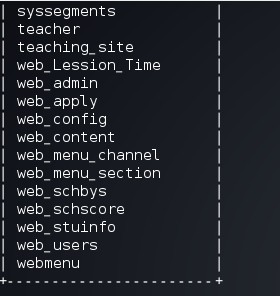 | syssegments |
| teacher |
| teaching_site |
| web_Lession_Time |
| web_admin |
| web_apply |
| web_config |
| web_content |
| web_menu_channel |
| web_menu_section |
| web_schbys |
| web_schscore |
| web_stuinfo |
| web_users |
| webmenu |
+------------------------+